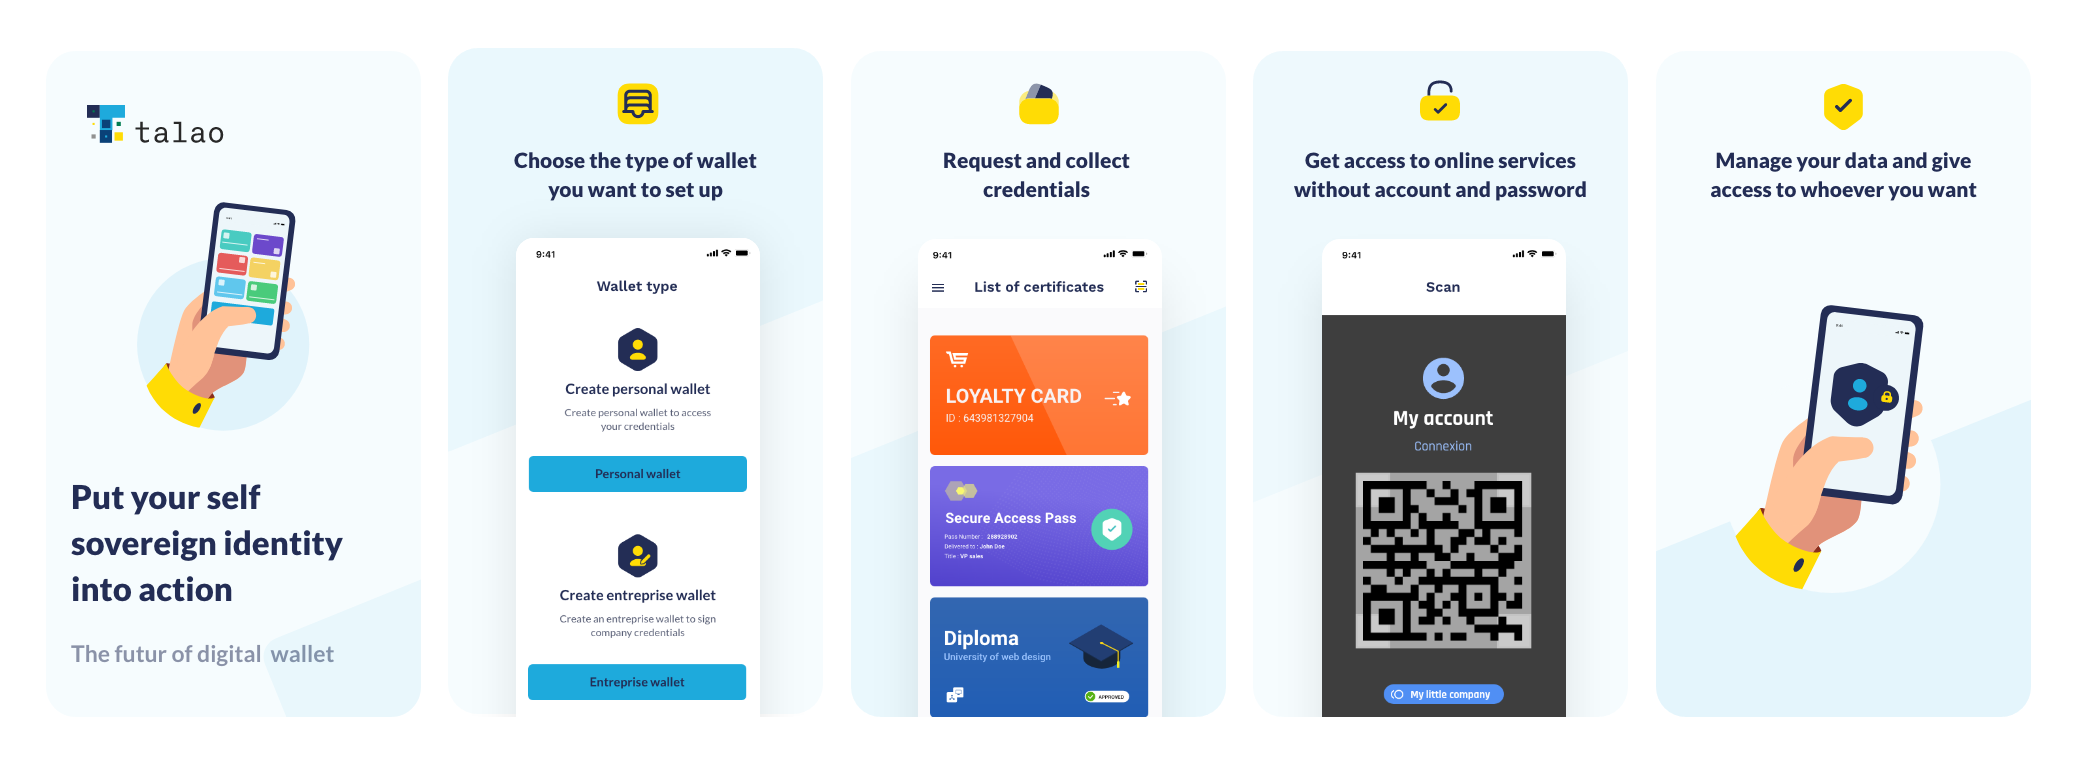 talao
Put your self
sovereign identity
into action
The futur of digital wallet
Choose the type of wallet
you want to set up
9:41
Wallet type
Create personal wallet
Create personal wallet to access
your credentials
Personal wallet
Create entreprise wallet
Create an entreprise wallet to sign
company credentials
Entreprise wallet
Request and collect
credentials
9:41
List of certificates
LOYALTY CARD
ID : 643981327904
Secure Access Pass
Pass Number : 288928902
Delivered to : John Doe
Title : VP sales
Diploma
University of web design
APPROVED
Get access to online services
without account and password
9:41
Scan
My account
Connexion
My little company
Manage your data and give
access to whoever you want